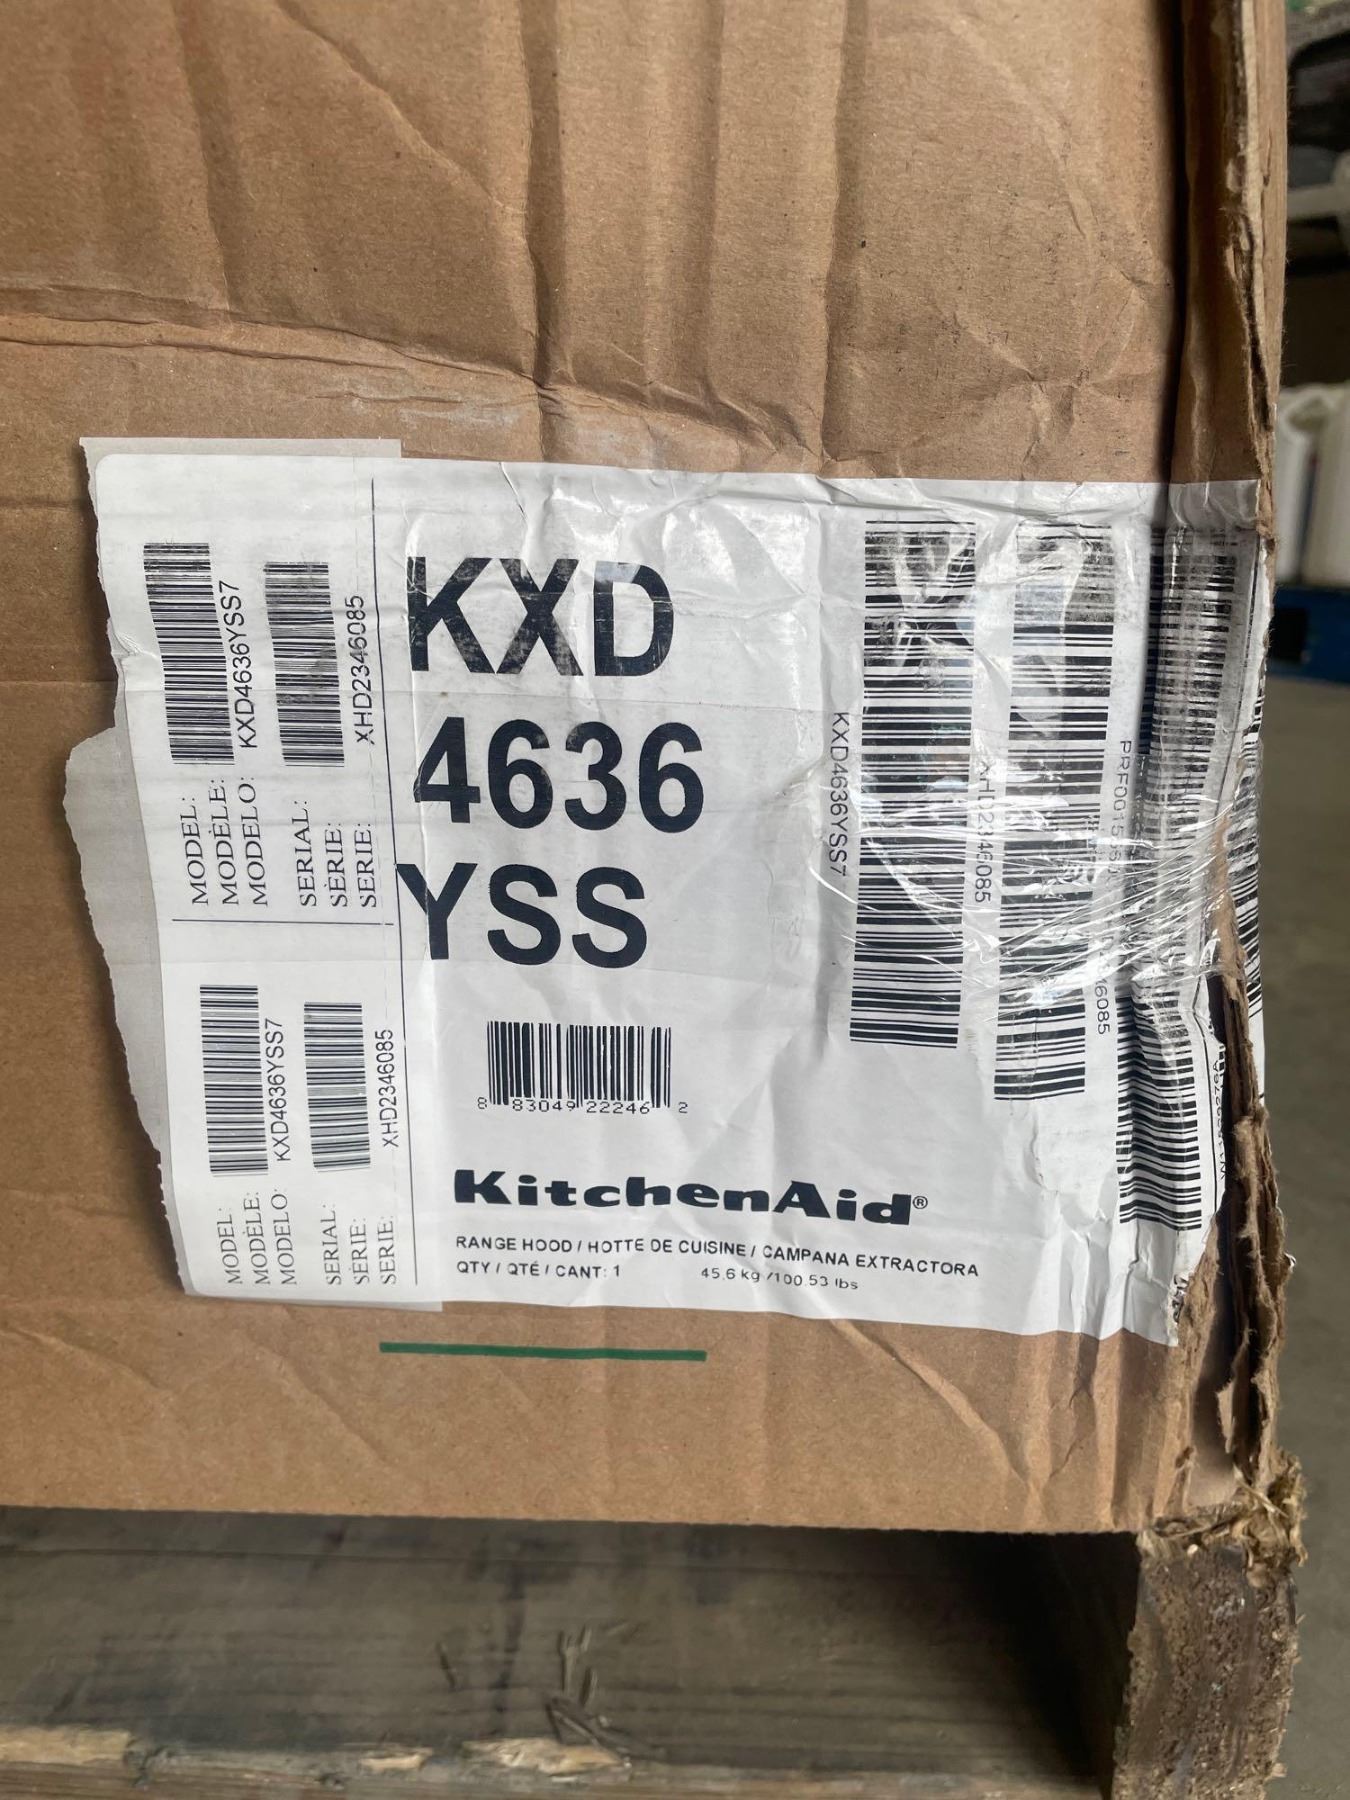 MODEL:
MODÈLE:
MODELO:
KXD4636YSS7
SERIAL:
SÈRIE:
SERIE:
XHD2346085
MODEL:
MODÈLE:
MODELO:
KXD4636YSS7
SERIAL:
SÈRIE:
SERIE:
XHD2346085
KXD
4636
YSS
8 83049 22246 2
KitchenAid®
RANGE HOOD / HOTTE DE CUISINE / CAMPANA EXTRACTORA
QTY / QTÉ / CANT: 1 45.6 kg /100.53 lbs
KXD4636YSS7
XHD2346085